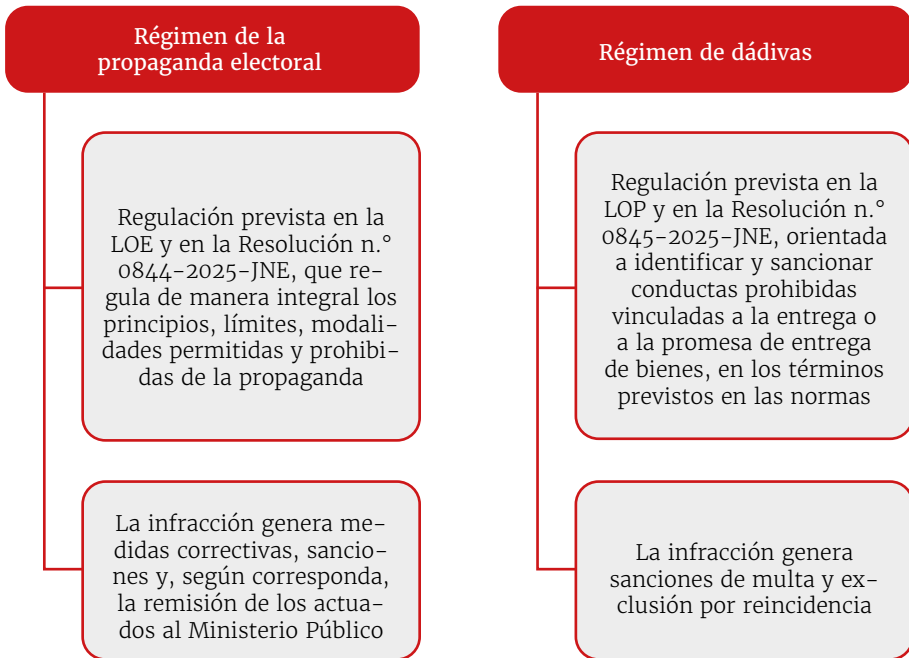 Régimen de la
propaganda electoral
Regulación prevista en la
LOE y en la Resolución n.°
0844-2025-JNE, que re-
gula de manera integral los
principios, límites, modali-
dades permitidas y prohibi-
das de la propaganda
La infracción genera me-
didas correctivas, sancio-
nes y, según corresponda,
la remisión de los actua-
dos al Ministerio Público
Régimen de dádivas
Regulación prevista en la
LOP y en la Resolución n.°
0845-2025-JNE, orientada
a identificar y sancionar
conductas prohibidas
vinculadas a la entrega o
a la promesa de entrega
de bienes, en los términos
previstos en las normas
La infracción genera
sanciones de multa y ex-
clusión por reincidencia